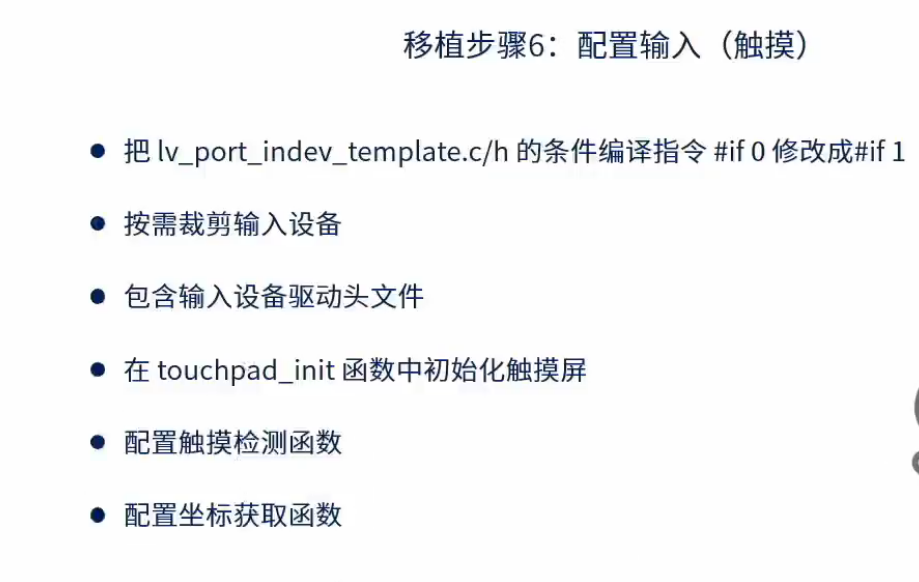 移植步骤6：配置输入（触摸）
● 把 lv_port_indev_template.c/h 的条件编译指令 #if 0 修改成#if 1
● 按需裁剪输入设备
● 包含输入设备驱动头文件
● 在 touchpad_init 函数中初始化触摸屏
● 配置触摸检测函数
● 配置坐标获取函数